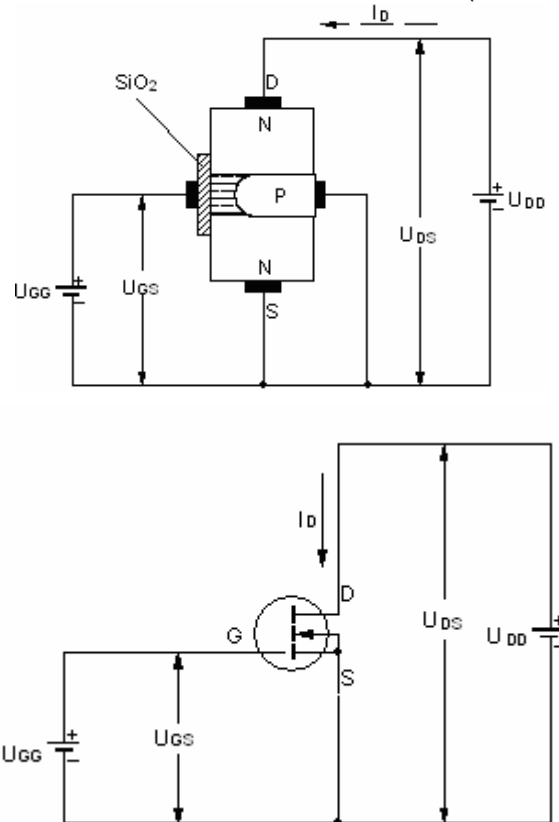 ID
SiO2
D
N
P
+
UDD
-
UDS
UGG
+
-
UGS
N
S
ID
D
G
UDS
UDD
+
-
S
UGG
+
-
UGS